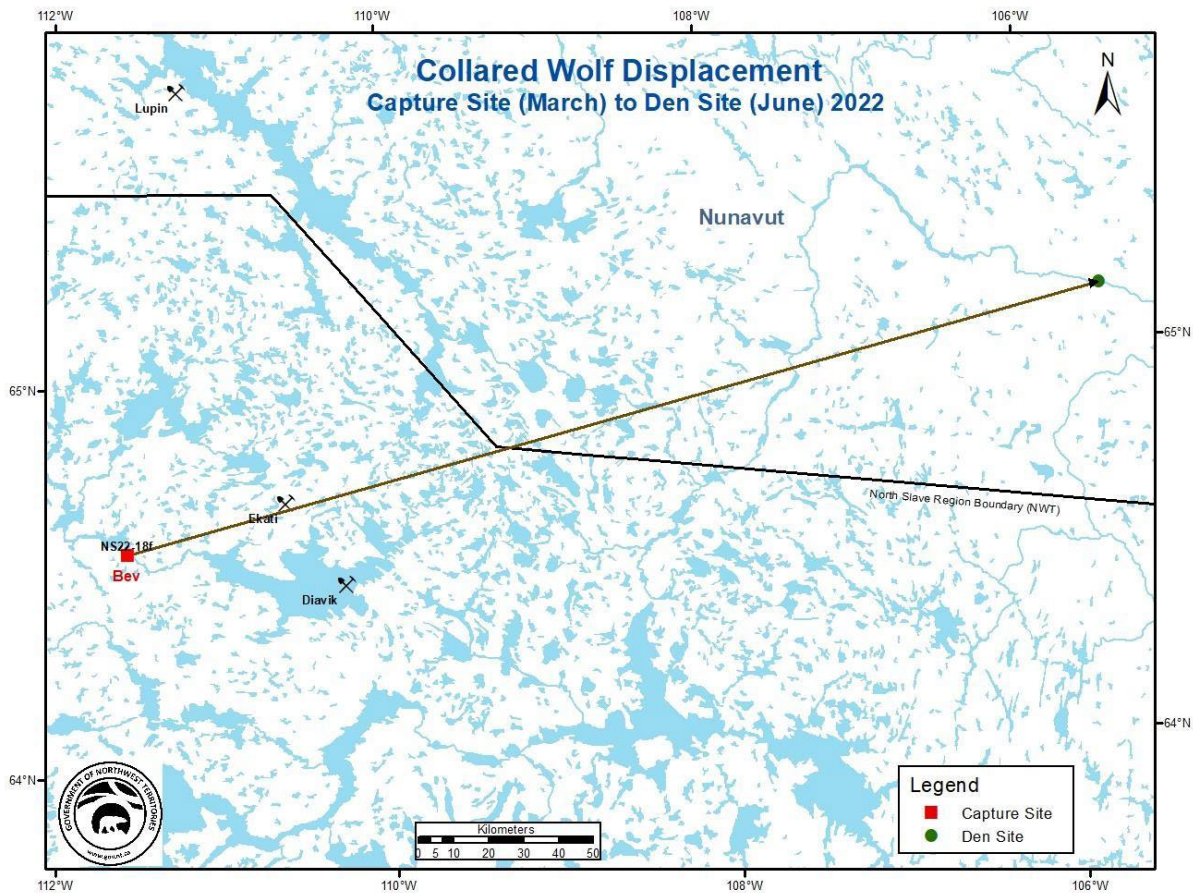 112°W 110°W 108°W 106°W
Collared Wolf Displacement
Capture Site (March) to Den Site (June) 2022
N
Lupin
Nunavut
65°N
65°N
North Slave Region Boundary (NWT)
Ekati
NS22-18f
Bev
Diavik
64°N
64°N
GOVERNMENT OF NORTHWEST TERRITORIES
Legend
Capture Site
Den Site
Kilometers
0 5 10 20 30 40 50
112°W 110°W 108°W 106°W